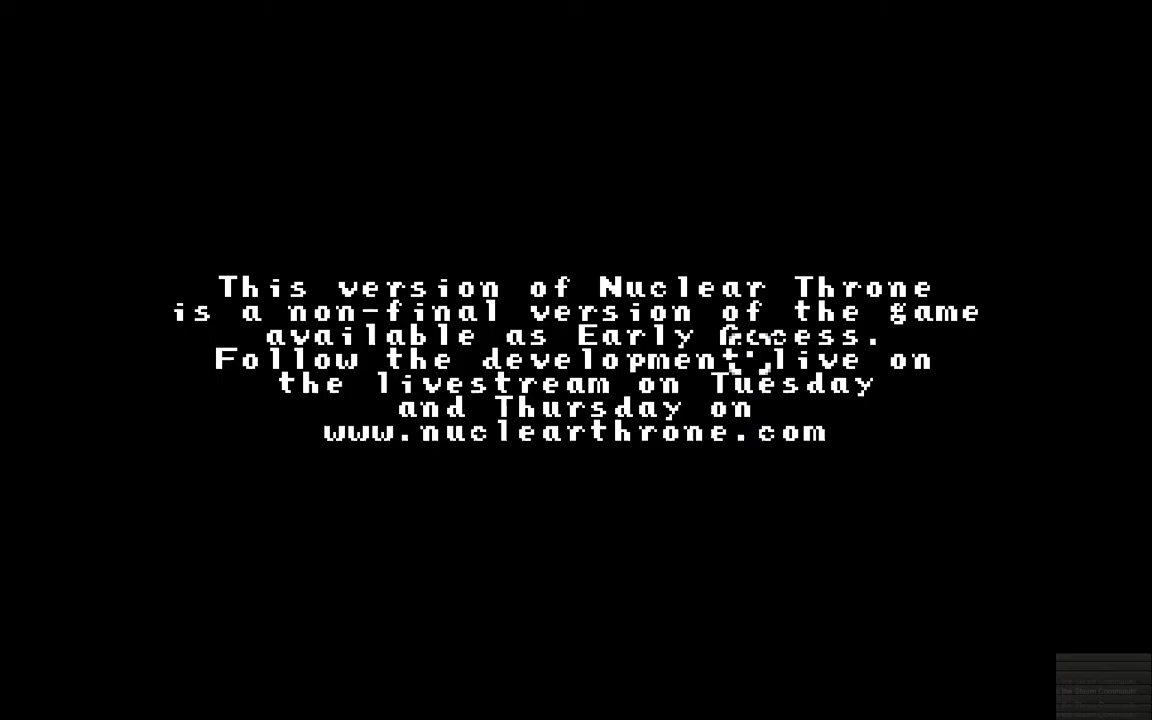 This version of Nuclear Throne
is a non-final version of the game
available as Early Access.
Follow the development live on
the livestream on Tuesday
and Thursday on
www.nuclearthrone.com